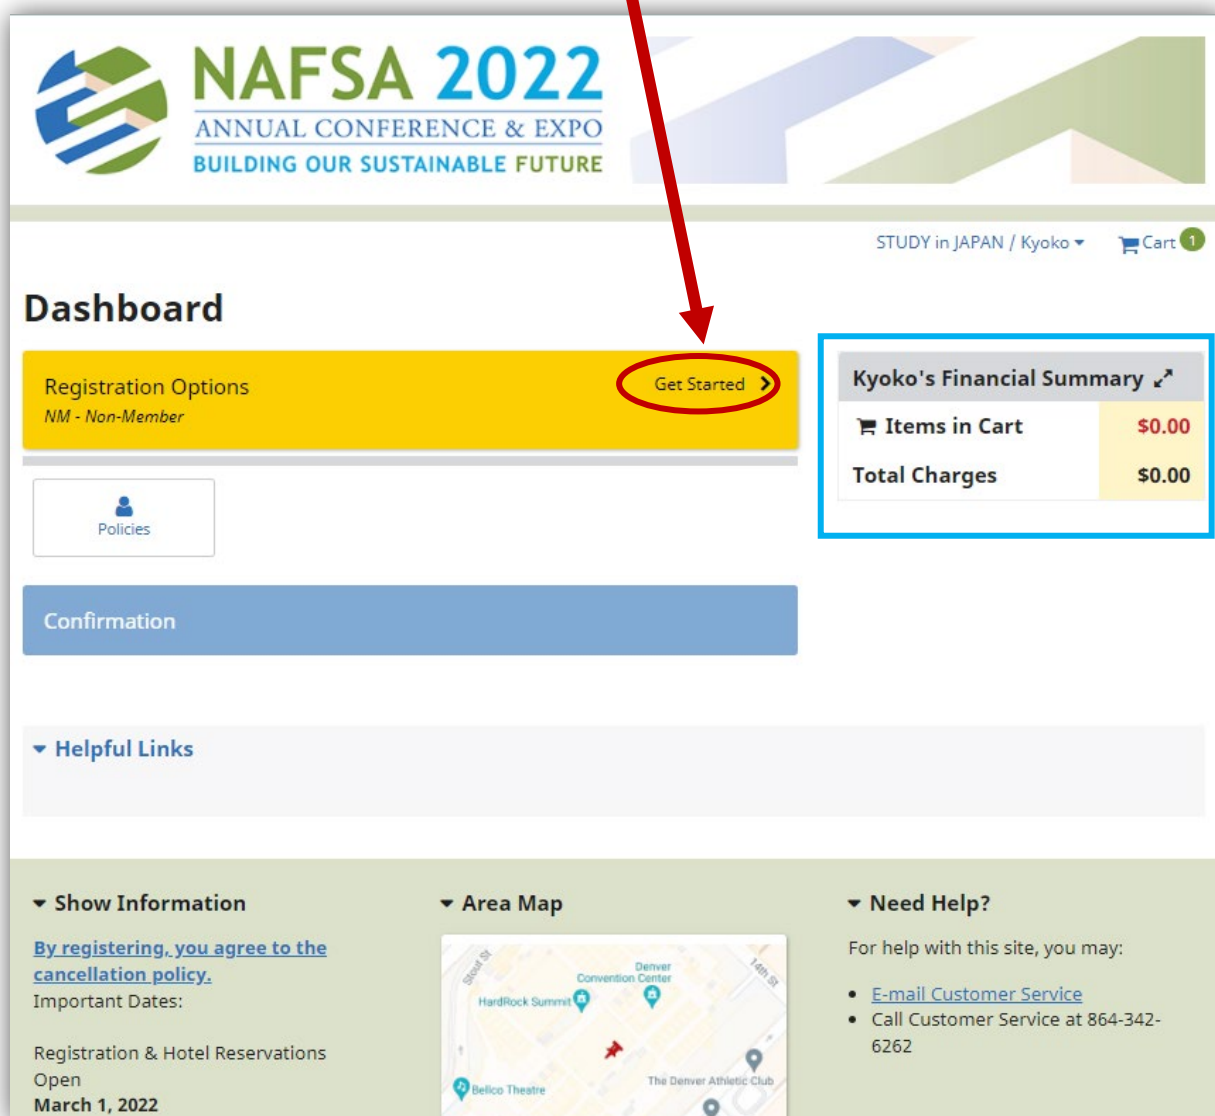 NAFSA 2022
ANNUAL CONFERENCE & EXPO
BUILDING OUR SUSTAINABLE FUTURE
STUDY in JAPAN / Kyoko
Cart 1
Dashboard
Registration Options
NM - Non-Member
Get Started
Kyoko's Financial Summary
Items in Cart $0.00
Total Charges $0.00
Policies
Confirmation
Helpful Links
Show Information
By registering, you agree to the
cancellation policy.
Important Dates:
Registration & Hotel Reservations
Open
March 1, 2022
Area Map
Stout St
Denver
Convention Center
14th St
HardRock Summit
Bellco Theatre
The Denver Athletic Club
Need Help?
For help with this site, you may:
E-mail Customer Service
Call Customer Service at 864-342-
6262